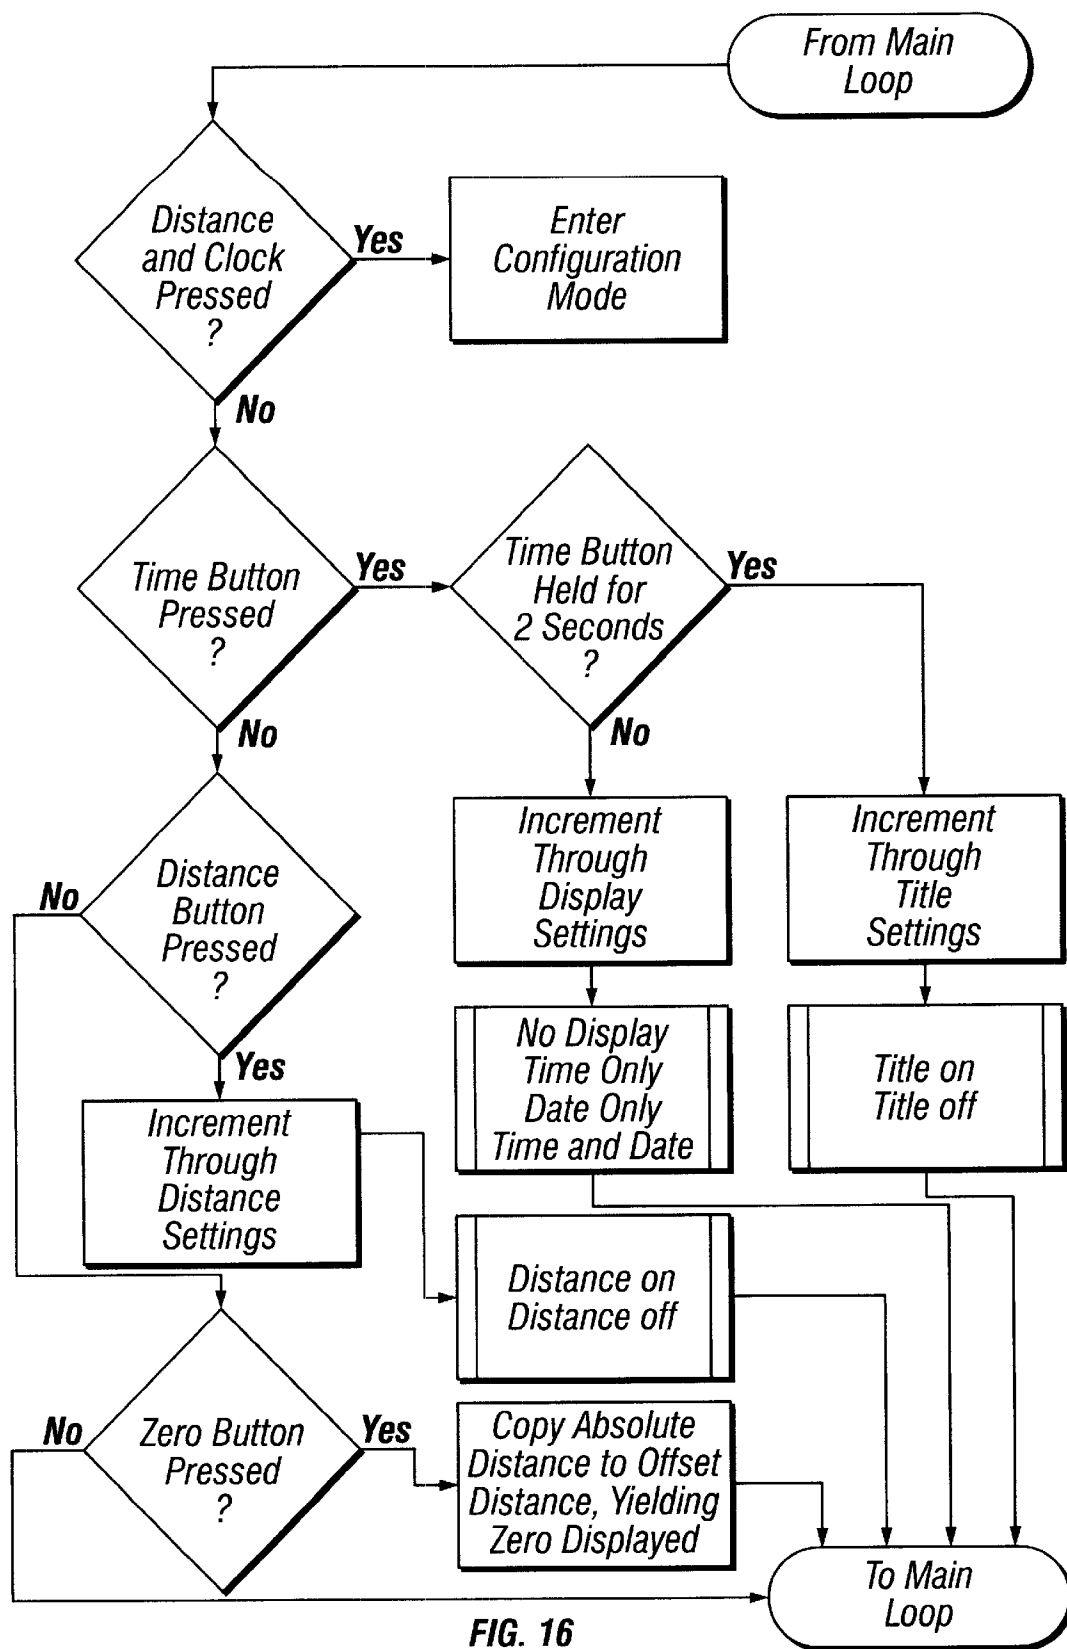 From Main
Loop
Distance
and Clock
Pressed
?
Yes
Enter
Configuration
Mode
No
Time Button
Pressed
?
Yes
Time Button
Held for
2 Seconds
?
Yes
No
No
Distance
Button
Pressed
?
No
Yes
Increment
Through
Display
Settings
Increment
Through
Title
Settings
No Display
Time Only
Date Only
Time and Date
Title on
Title off
Increment
Through
Distance
Settings
Distance on
Distance off
Zero Button
Pressed
?
No
Yes
Copy Absolute
Distance to Offset
Distance, Yielding
Zero Displayed
To Main
Loop
FIG. 16